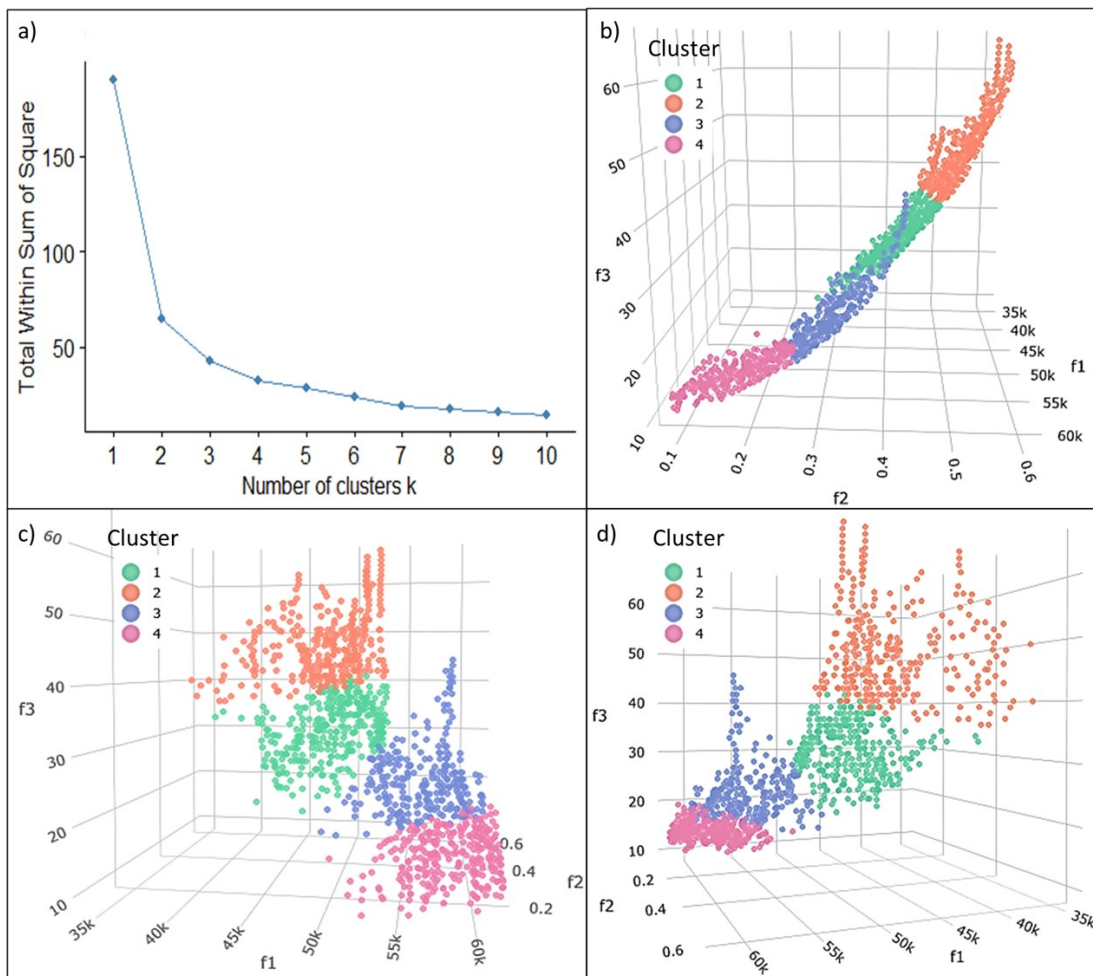 a)
Total Within Sum of Square
150
100
50
1 2 3 4 5 6 7 8 9 10
Number of clusters k
b)
Cluster
1
2
3
4
60
50
40
30
20
10
f3
0.1
0.2
0.3
0.4
0.5
0.6
f2
35k
40k
45k
50k
55k
60k
f1
c)
Cluster
1
2
3
4
60
50
40
30
20
10
f3
35k
40k
45k
50k
55k
60k
f1
0.6
0.4
0.2
f2
d)
Cluster
1
2
3
4
60
50
40
30
20
10
f3
0.2
0.4
0.6
f2
60k
55k
50k
45k
40k
35k
f1